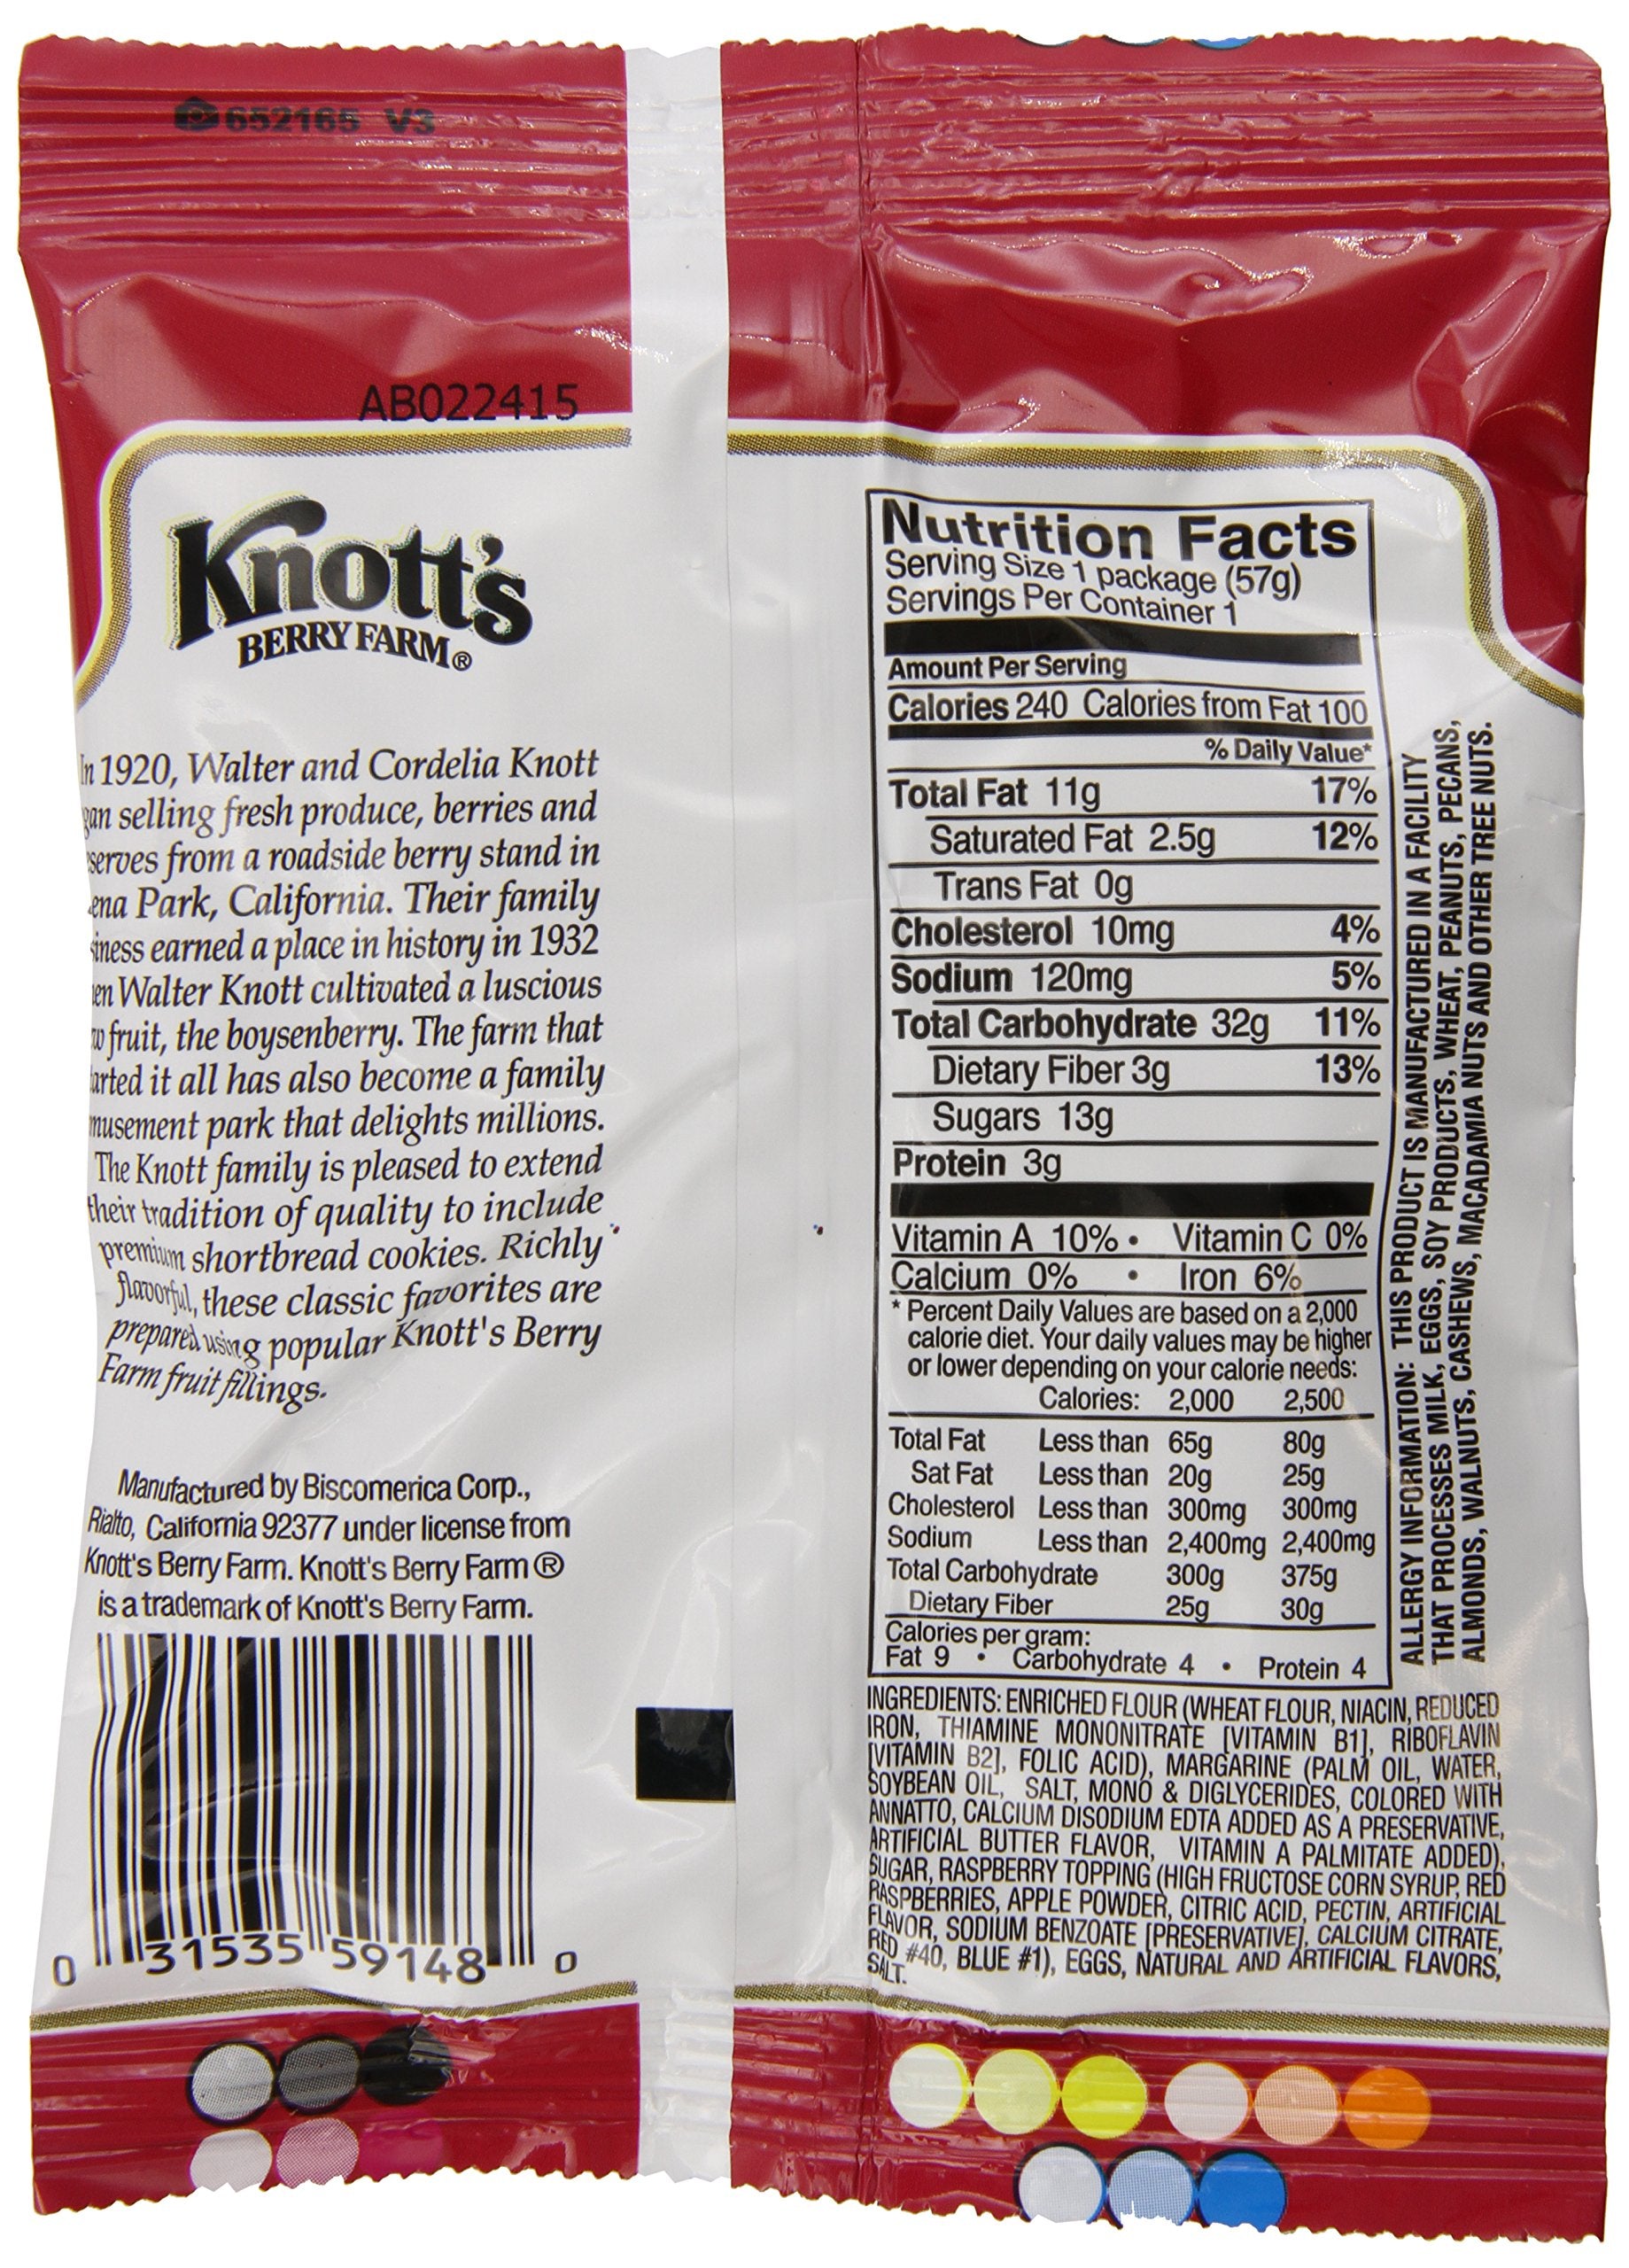 652165 V3
AB022415
Knott's
BERRY FARM®
In 1920, Walter and Cordelia Knott
gan selling fresh produce, berries and
serves from a roadside berry stand in
ena Park, California. Their family
siness earned a place in history in 1932
en Walter Knott cultivated a luscious
w fruit, the boysenberry. The farm that
arted it all has also become a family
musement park that delights millions.
The Knott family is pleased to extend
their tradition of quality to include
premium shortbread cookies. Richly
flavorful, these classic favorites are
prepared using popular Knott's Berry
Farm fruit fillings.
Manufactured by Biscomerica Corp.,
Rialto, California 92377 under license from
Knott's Berry Farm. Knott's Berry Farm ®
is a trademark of Knott's Berry Farm.
0 31535 59148 0
Nutrition Facts
Serving Size 1 package (57g)
Servings Per Container 1
Amount Per Serving
Calories 240 Calories from Fat 100
% Daily Value*
Total Fat 11g 17%
Saturated Fat 2.5g 12%
Trans Fat 0g
Cholesterol 10mg 4%
Sodium 120mg 5%
Total Carbohydrate 32g 11%
Dietary Fiber 3g 13%
Sugars 13g
Protein 3g
Vitamin A 10% • Vitamin C 0%
Calcium 0% • Iron 6%
* Percent Daily Values are based on a 2,000
calorie diet. Your daily values may be higher
or lower depending on your calorie needs:
Calories: 2,000 2,500
Total Fat Less than 65g 80g
Sat Fat Less than 20g 25g
Cholesterol Less than 300mg 300mg
Sodium Less than 2,400mg 2,400mg
Total Carbohydrate 300g 375g
Dietary Fiber 25g 30g
Calories per gram:
Fat 9 • Carbohydrate 4 • Protein 4
ALLERGY INFORMATION: THIS PRODUCT IS MANUFACTURED IN A FACILITY
THAT PROCESSES MILK, EGGS, SOY PRODUCTS, WHEAT, PEANUTS, PECANS,
ALMONDS, WALNUTS, CASHEWS, MACADAMIA NUTS AND OTHER TREE NUTS.
INGREDIENTS: ENRICHED FLOUR (WHEAT FLOUR, NIACIN, REDUCED
IRON, THIAMINE MONONITRATE [VITAMIN B1], RIBOFLAVIN
[VITAMIN B2], FOLIC ACID), MARGARINE (PALM OIL, WATER,
SOYBEAN OIL, SALT, MONO & DIGLYCERIDES, COLORED WITH
ANNATTO, CALCIUM DISODIUM EDTA ADDED AS A PRESERVATIVE,
ARTIFICIAL BUTTER FLAVOR, VITAMIN A PALMITATE ADDED),
SUGAR, RASPBERRY TOPPING (HIGH FRUCTOSE CORN SYRUP, RED
RASPBERRIES, APPLE POWDER, CITRIC ACID, PECTIN, ARTIFICIAL
FLAVOR, SODIUM BENZOATE [PRESERVATIVE], CALCIUM CITRATE,
RED #40, BLUE #1), EGGS, NATURAL AND ARTIFICIAL FLAVORS,
SALT.